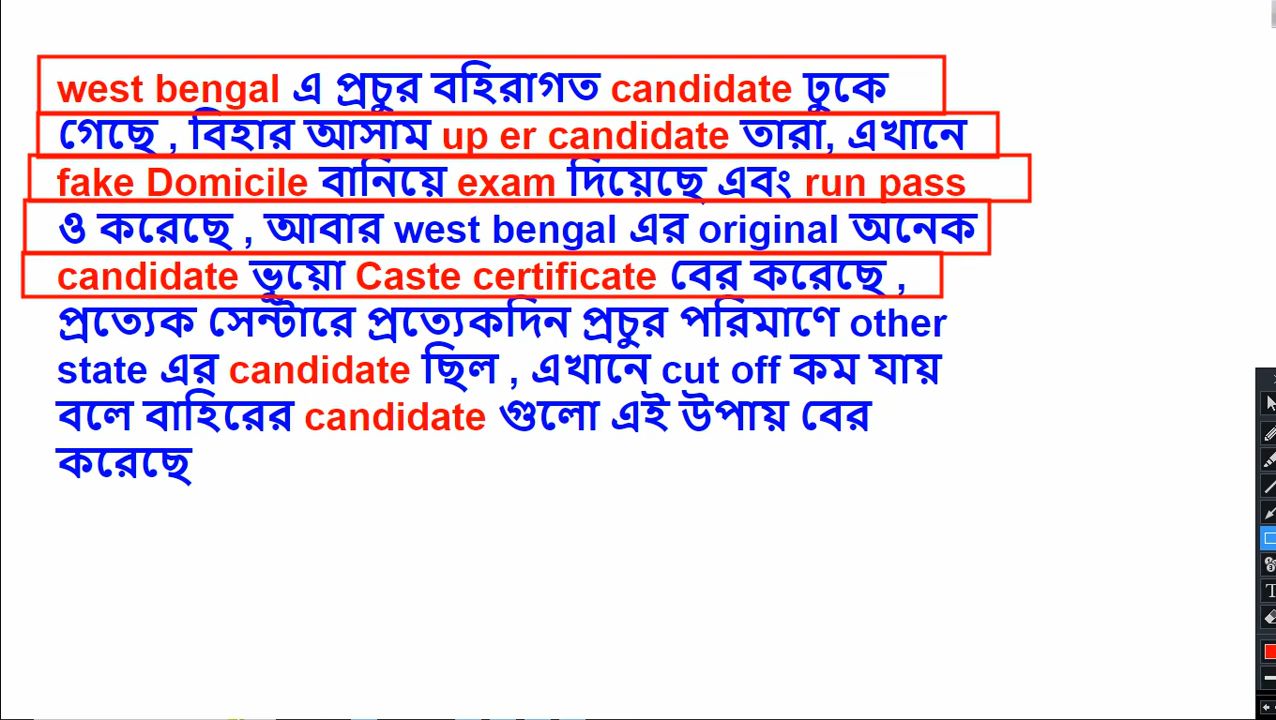 west bengal এ প্রচুর বহিরাগত candidate ঢুকে
গেছে , বিহার আসাম up er candidate তারা, এখানে
fake Domicile বানিয়ে exam দিয়েছে এবং run pass
ও করেছে , আবার west bengal এর original অনেক
candidate ভূয়ো Caste certificate বের করেছে ,
প্রত্যেক সেন্টারে প্রত্যেকদিন প্রচুর পরিমাণে other
state এর candidate ছিল , এখানে cut off কম যায়
বলে বাহিরের candidate গুলো এই উপায় বের
করেছে